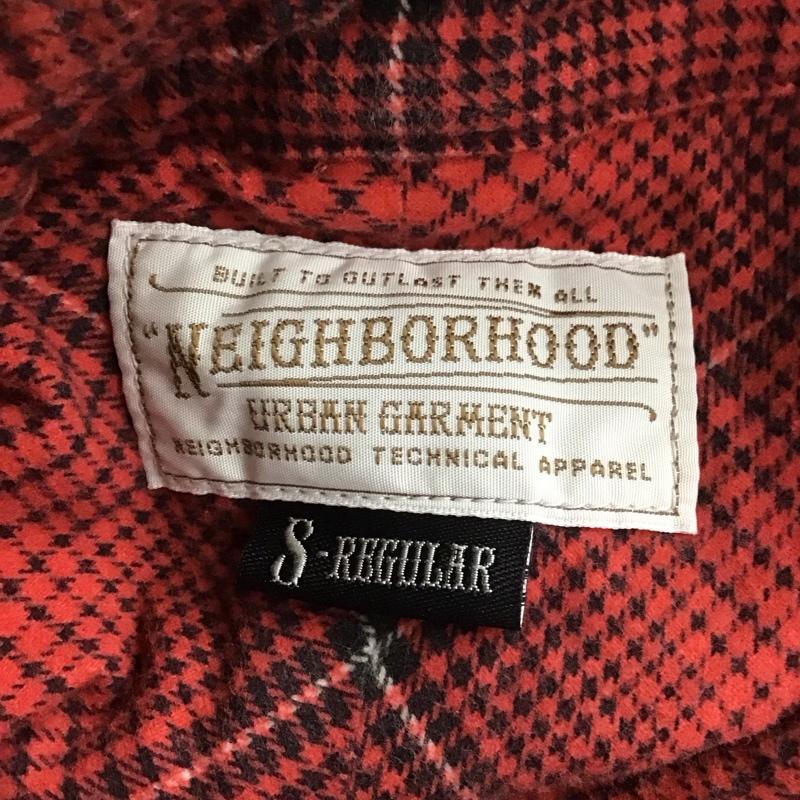 BUILT TO OUTLAST THEM ALL
"NEIGHBORHOOD"
URBAN GARMENT
NEIGHBORHOOD TECHNICAL APPAREL
S-REGULAR